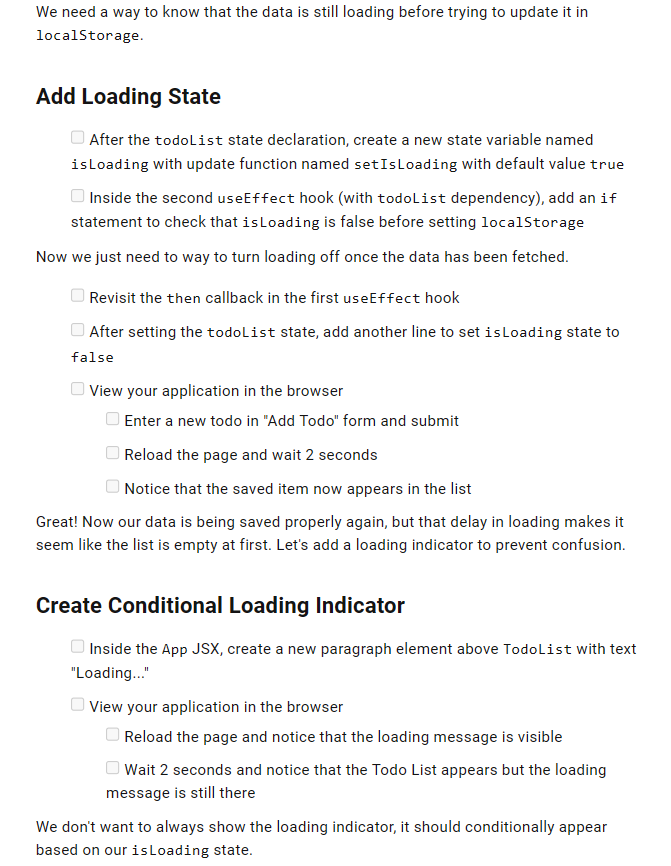 We need a way to know that the data is still loading before trying to update it in
localStorage.
Add Loading State
After the todoList state declaration, create a new state variable named
isLoading with update function named setIsLoading with default value true
Inside the second useEffect hook (with todoList dependency), add an if
statement to check that isLoading is false before setting localStorage
Now we just need to way to turn loading off once the data has been fetched.
Revisit the then callback in the first useEffect hook
After setting the todoList state, add another line to set isLoading state to
false
View your application in the browser
Enter a new todo in "Add Todo" form and submit
Reload the page and wait 2 seconds
Notice that the saved item now appears in the list
Great! Now our data is being saved properly again, but that delay in loading makes it
seem like the list is empty at first. Let's add a loading indicator to prevent confusion.
Create Conditional Loading Indicator
Inside the App JSX, create a new paragraph element above TodoList with text
"Loading..."
View your application in the browser
Reload the page and notice that the loading message is visible
Wait 2 seconds and notice that the Todo List appears but the loading
message is still there
We don't want to always show the loading indicator, it should conditionally appear
based on our isLoading state.